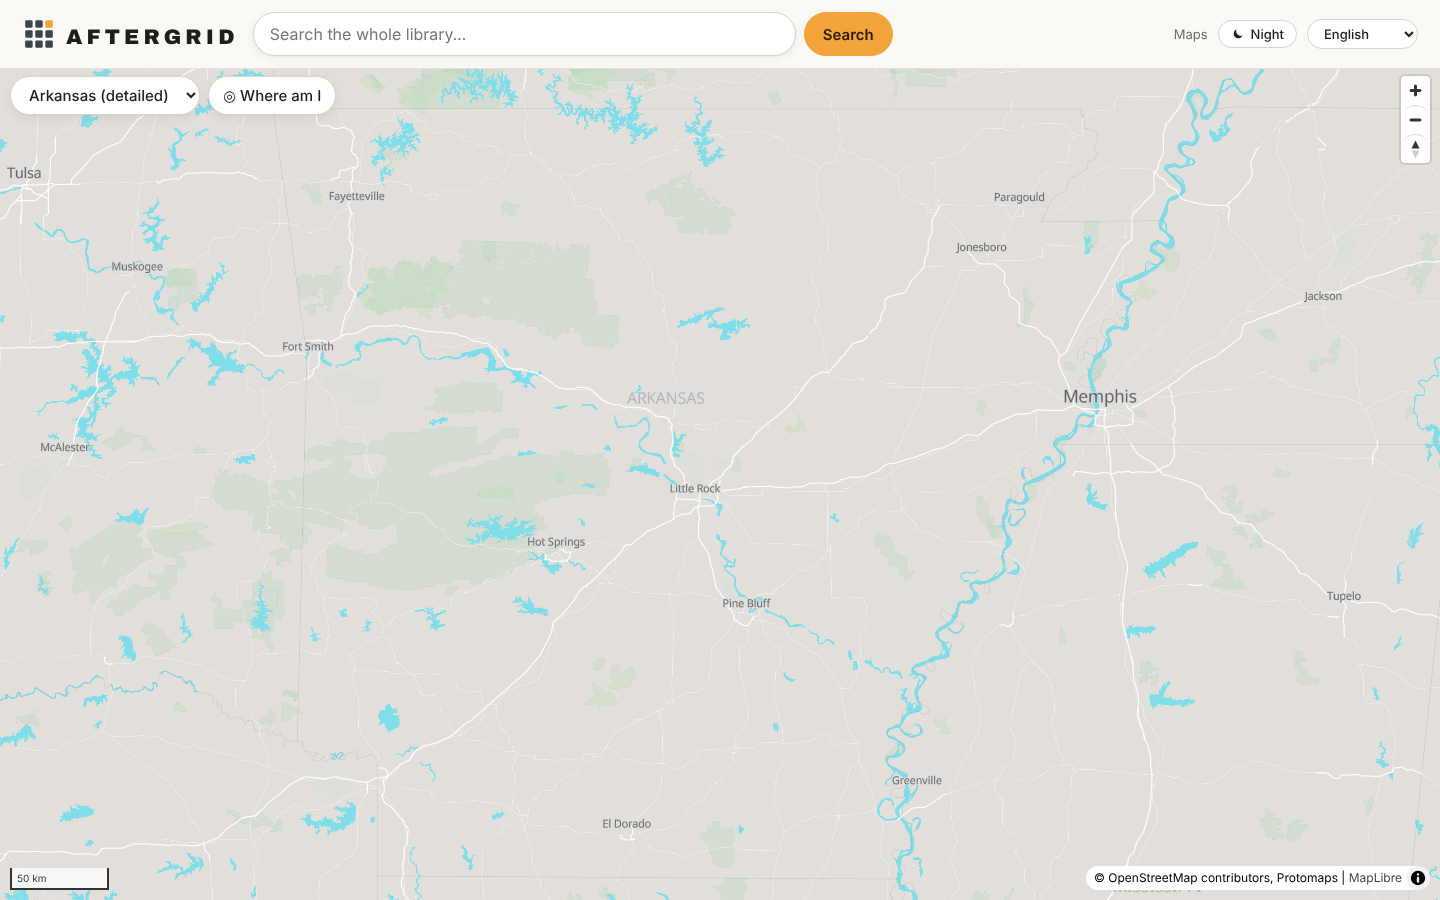 AFTERGRID
Search the whole library...
Search
Maps
Night
English
Arkansas (detailed)
Where am I
Tulsa
Fayetteville
Paragould
Jonesboro
Muskogee
Jackson
Fort Smith
ARKANSAS
Memphis
McAlester
Little Rock
Hot Springs
Tupelo
Pine Bluff
Greenville
El Dorado
50 km
© OpenStreetMap contributors, Protomaps | MapLibre